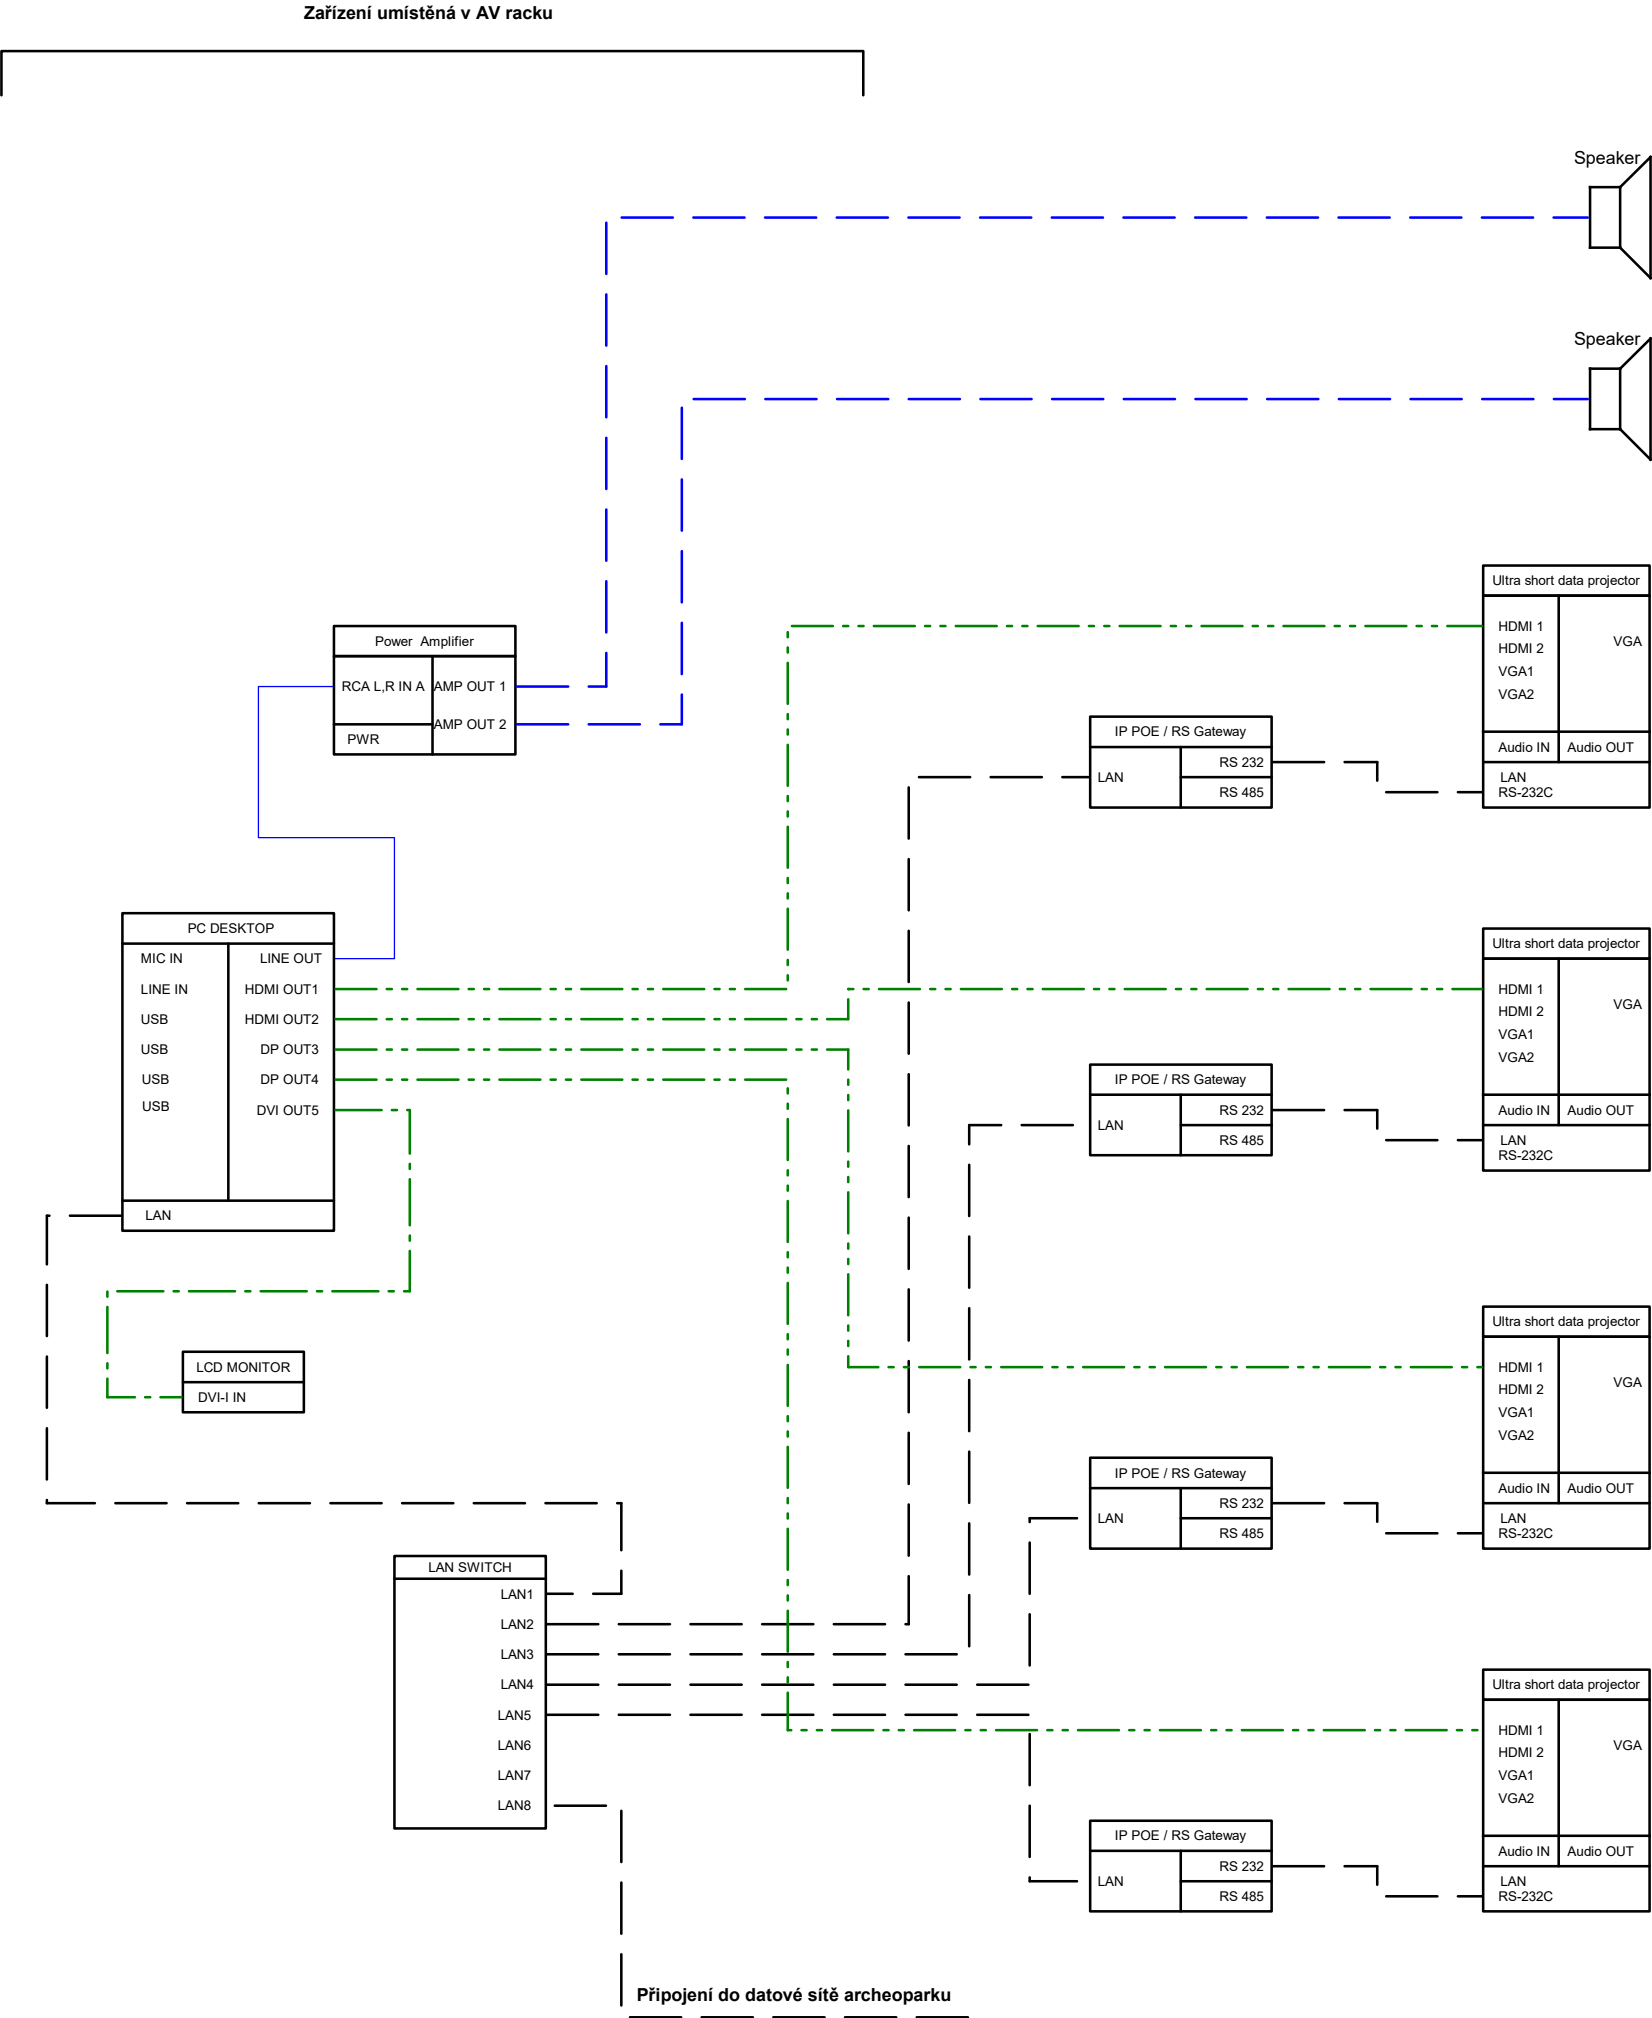 Zařízení umístěná v AV racku
Speaker
Speaker
Ultra short data projector
HDMI 1
HDMI 2
VGA1
VGA2
VGA
Audio IN
Audio OUT
LAN
RS-232C
Power Amplifier
RCA L,R IN A
AMP OUT 1
AMP OUT 2
PWR
IP POE / RS Gateway
LAN
RS 232
RS 485
PC DESKTOP
MIC IN
LINE IN
USB
USB
USB
USB
LINE OUT
HDMI OUT1
HDMI OUT2
DP OUT3
DP OUT4
DVI OUT5
LAN
Ultra short data projector
HDMI 1
HDMI 2
VGA1
VGA2
VGA
Audio IN
Audio OUT
LAN
RS-232C
IP POE / RS Gateway
LAN
RS 232
RS 485
LCD MONITOR
DVI-I IN
Ultra short data projector
HDMI 1
HDMI 2
VGA1
VGA2
VGA
Audio IN
Audio OUT
LAN
RS-232C
IP POE / RS Gateway
LAN
RS 232
RS 485
LAN SWITCH
LAN1
LAN2
LAN3
LAN4
LAN5
LAN6
LAN7
LAN8
Ultra short data projector
HDMI 1
HDMI 2
VGA1
VGA2
VGA
Audio IN
Audio OUT
LAN
RS-232C
IP POE / RS Gateway
LAN
RS 232
RS 485
Připojení do datové sítě archeoparku